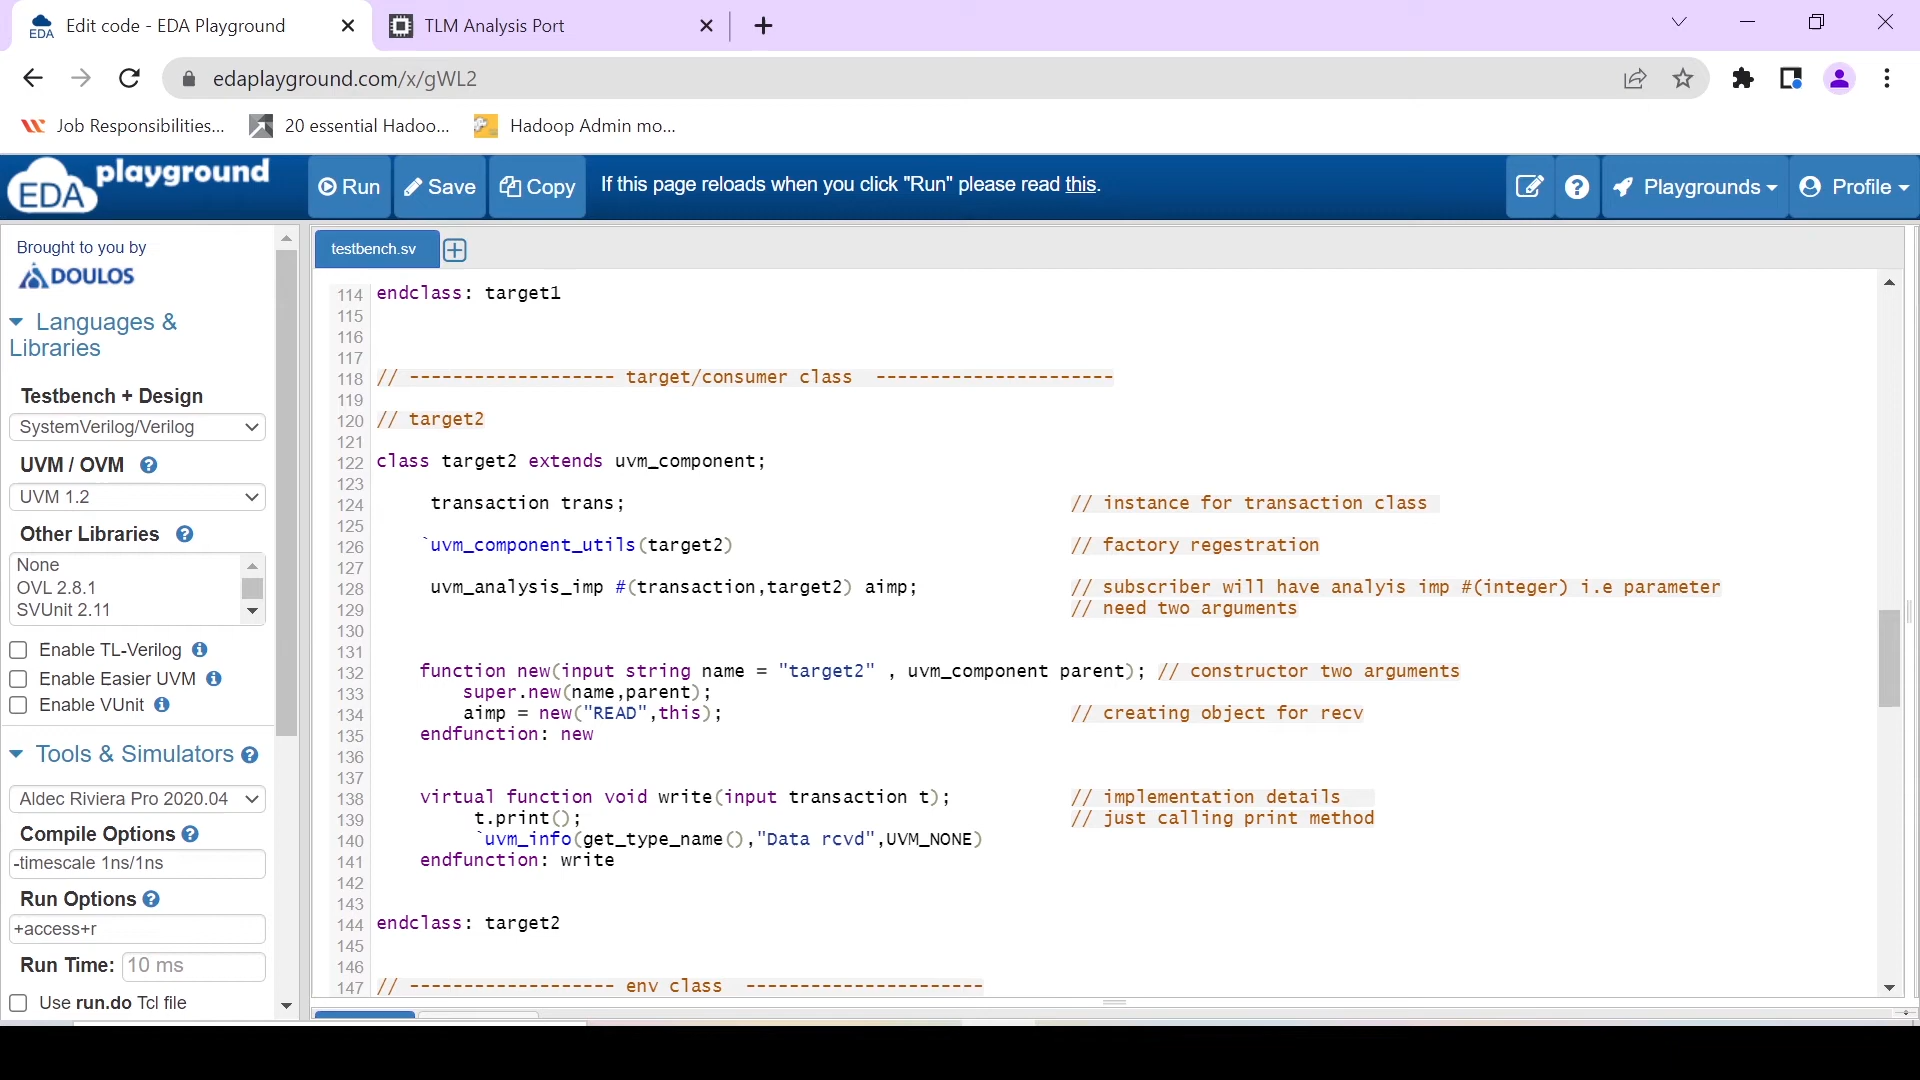 Edit code - EDA Playground
TLM Analysis Port
edaplayground.com/x/gWL2
Job Responsibilities...
20 essential Hadoo...
Hadoop Admin mo...
EDA playground
Run
Save
Copy
If this page reloads when you click "Run" please read this.
Playgrounds
Profile
Brought to you by
DOULOS
Languages &
Libraries
Testbench + Design
SystemVerilog/Verilog
UVM / OVM
UVM 1.2
Other Libraries
None
OVL 2.8.1
SVUnit 2.11
Enable TL-Verilog
Enable Easier UVM
Enable VUnit
Tools & Simulators
Aldec Riviera Pro 2020.04
Compile Options
-timescale 1ns/1ns
Run Options
+access+r
Run Time: 10 ms
Use run.do Tcl file
testbench.sv
114 endclass: target1
115
116
117
118 // ------------------- target/consumer class ----------------------
119
120 // target2
121
122 class target2 extends uvm_component;
123
124 transaction trans; // instance for transaction class
125
126 `uvm_component_utils(target2) // factory regestration
127
128 uvm_analysis_imp #(transaction,target2) aimp; // subscriber will have analyis imp #(integer) i.e parameter
129 // need two arguments
130
131
132 function new(input string name = "target2" , uvm_component parent); // constructor two arguments
133 super.new(name,parent);
134 aimp = new("READ",this); // creating object for recv
135 endfunction: new
136
137
138 virtual function void write(input transaction t); // implementation details
139 t.print(); // just calling print method
140 `uvm_info(get_type_name(),"Data rcvd",UVM_NONE)
141 endfunction: write
142
143
144 endclass: target2
145
146
147 // ------------------- env class ----------------------